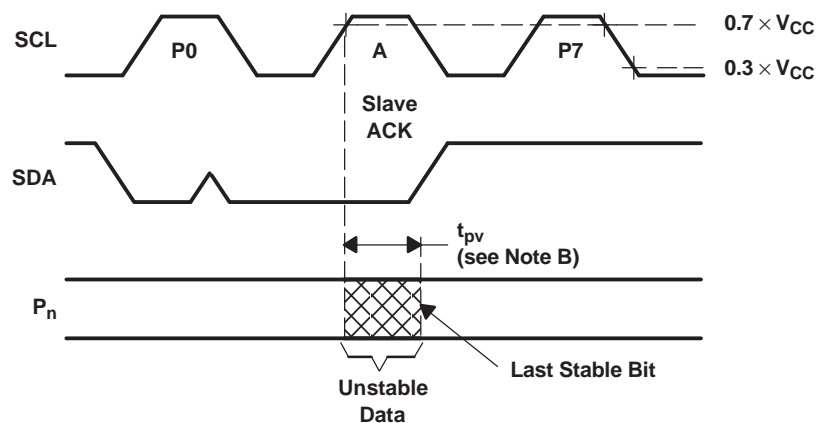 SCL
P0
A
P7
0.7 × VCC
0.3 × VCC
Slave
ACK
SDA
tpv
(see Note B)
Pn
Last Stable Bit
Unstable
Data